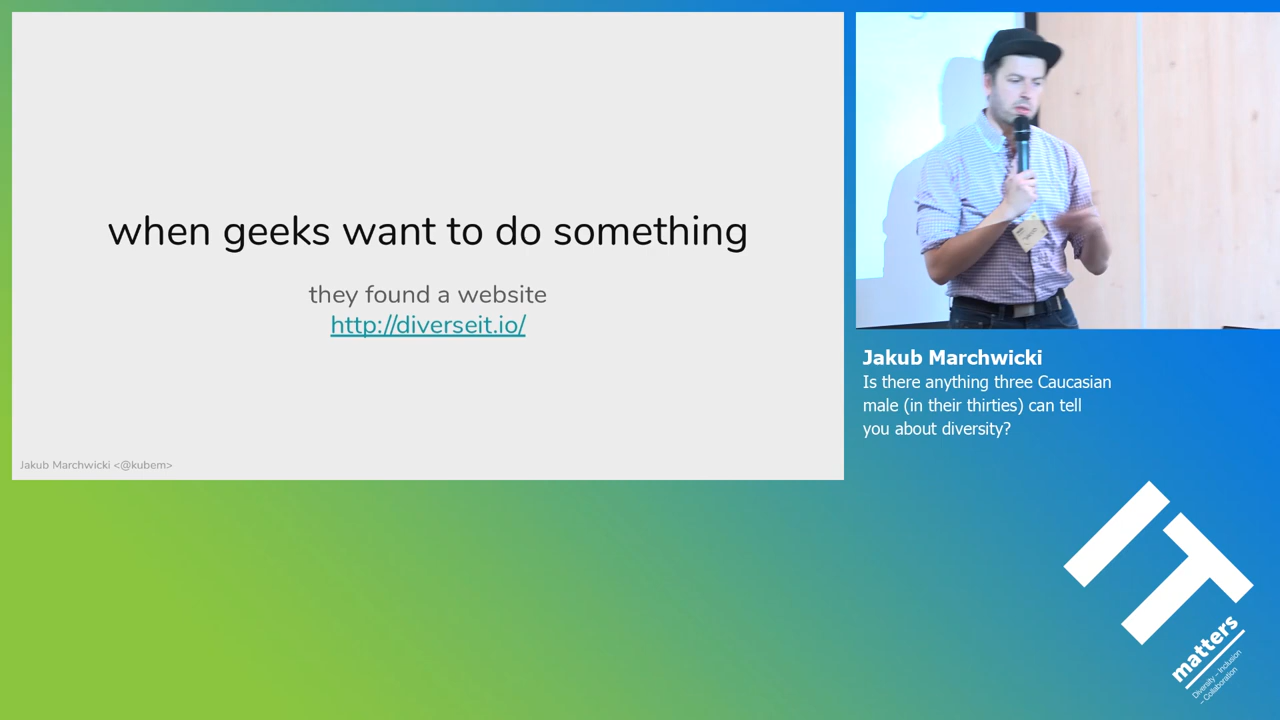 when geeks want to do something
they found a website
http://diverseit.io/
Jakub Marchwicki <@kubem>
Jakub Marchwicki
Is there anything three Caucasian
male (in their thirties) can tell
you about diversity?
IT
matters
Diversity – Inclusion
– Collaboration